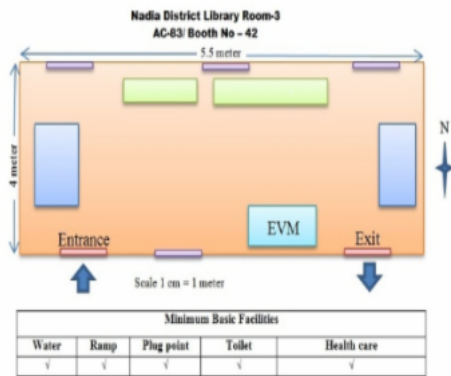 Nadia District Library Room-3
AC-83/ Booth No – 42
5.5 meter
4 meter
N
EVM
Entrance
Exit
Scale 1 cm = 1 meter
Minimum Basic Facilities
Water Ramp Plug point Toilet Health care
√ √ √ √ √